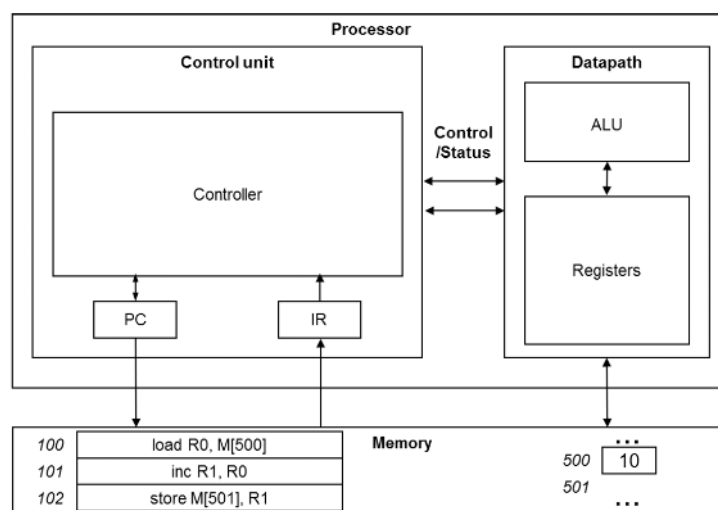 Processor
Control unit
Datapath
Controller
Control
/Status
ALU
Registers
PC
IR
Memory
100 load R0, M[500]
101 inc R1, R0
102 store M[501], R1
...
500 10
501
...